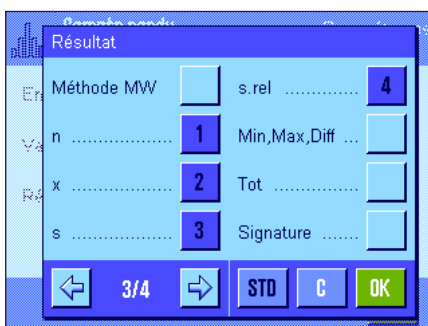 Résultat
Méthode MW
s.rel .............. 4
n .................. 1
Min,Max,Diff ...
x .................. 2
Tot ................
s .................. 3
Signature .......
3/4
STD
C
OK